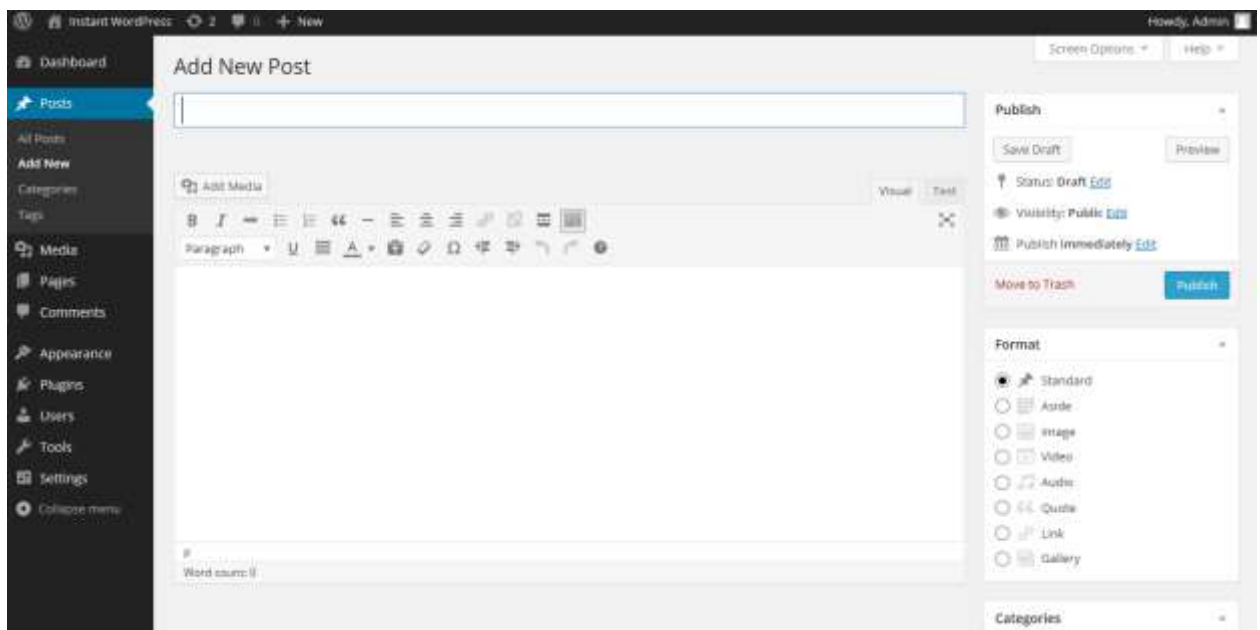 Instant WordPress 2 0 + New Howdy, Admin
Screen Options Help
Dashboard
Posts
All Posts
Add New
Categories
Tags
Media
Pages
Comments
Appearance
Plugins
Users
Tools
Settings
Collapse menu
Add New Post
Add Media
Visual Text
B I
Paragraph U A Ω
p
Word count: 0
Publish
Save Draft Preview
Status: Draft Edit
Visibility: Public Edit
Publish immediately Edit
Move to Trash Publish
Format
Standard
Aside
Image
Video
Audio
Quote
Link
Gallery
Categories